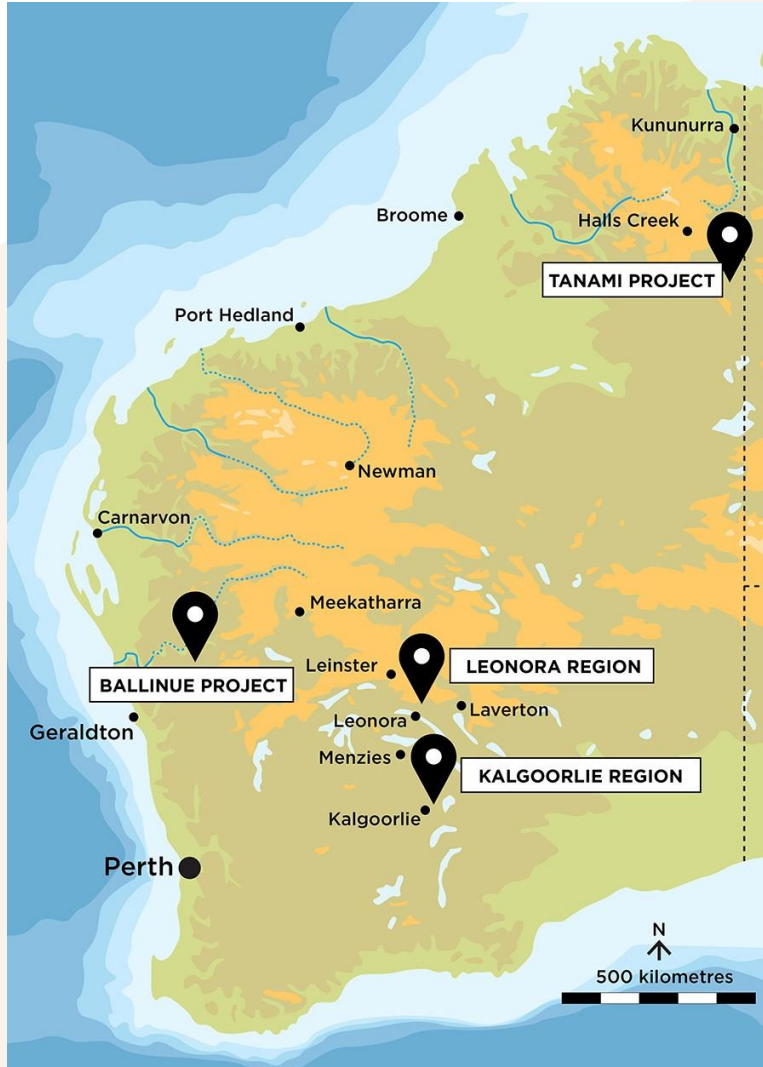 Kununurra
Broome
Halls Creek
TANAMI PROJECT
Port Hedland
Newman
Carnarvon
Meekatharra
Leinster
LEONORA REGION
BALLINUE PROJECT
Laverton
Leonora
Geraldton
Menzies
KALGOORLIE REGION
Kalgoorlie
Perth
N
500 kilometres